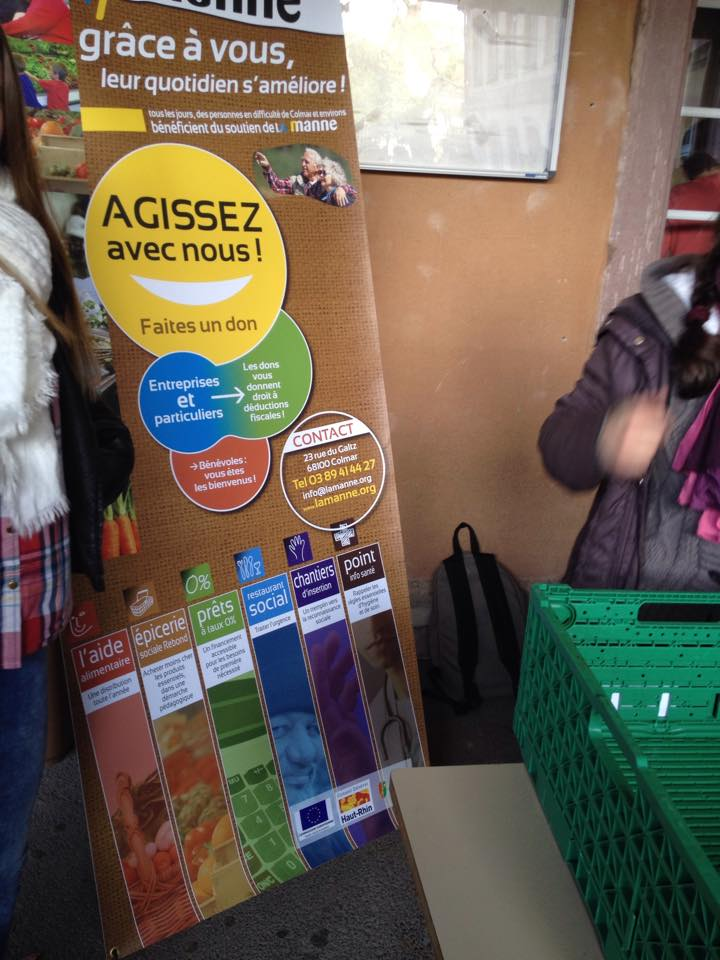 manne
grâce à vous,
leur quotidien s'améliore !
tous les jours, des personnes en difficulté de Colmar et environs
bénéficient du soutien de La manne
AGISSEZ
avec nous !
Faites un don
Entreprises
et
particuliers
Les dons
vous
donnent
droit à
déductions
fiscales !
→ Bénévoles :
vous êtes
les bienvenus !
CONTACT
23 rue du Galtz
68100 Colmar
Tel 03 89 41 44 27
info@lamanne.org
www.lamanne.org
l'aide
alimentaire
Une distribution
toute l'année
épicerie
sociale Rebond
Acheter moins cher
les produits
essentiels,
dans une
démarche
pédagogique
0%
prêts
à taux 0%
Un financement
accessible
pour les besoins
de première
nécessité
restaurant
social
Traiter l'urgence
chantiers
d'insertion
Un tremplin vers
la reconnaissance
sociale
point
info santé
Rappeler les
règles essentielles
d'hygiène
et de soin
Haut-Rhin